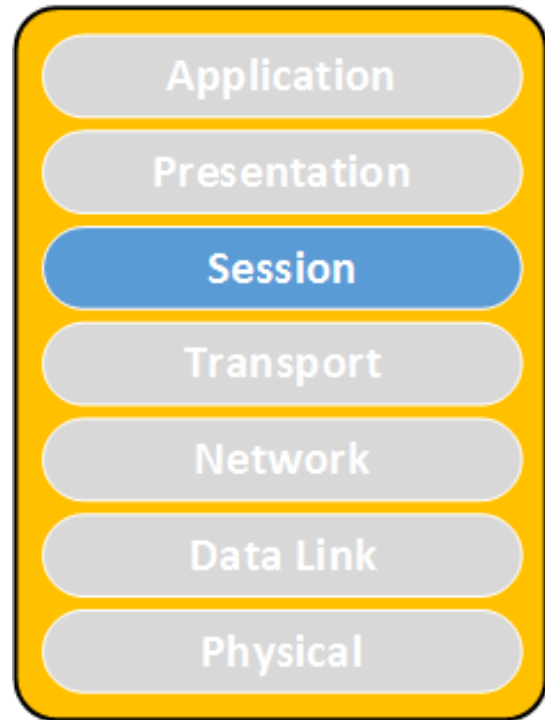 Application
Presentation
Session
Transport
Network
Data Link
Physical